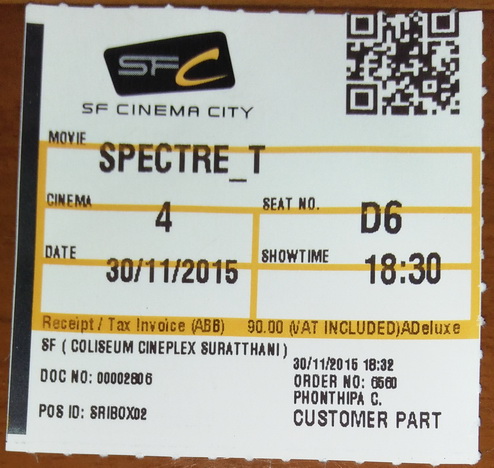 SFC
SF CINEMA CITY
MOVIE
SPECTRE_T
CINEMA
4
SEAT NO.
D6
DATE
30/11/2015
SHOWTIME
18:30
Receipt / Tax Invoice (ABB) 90.00 (VAT INCLUDED)ADeluxe
SF ( COLISEUM CINEPLEX SURATTHANI )
30/11/2015 18:32
DOC NO: 00002606
ORDER NO: 6560
PHONTHIPA C.
POS ID: SRIBOX02
CUSTOMER PART